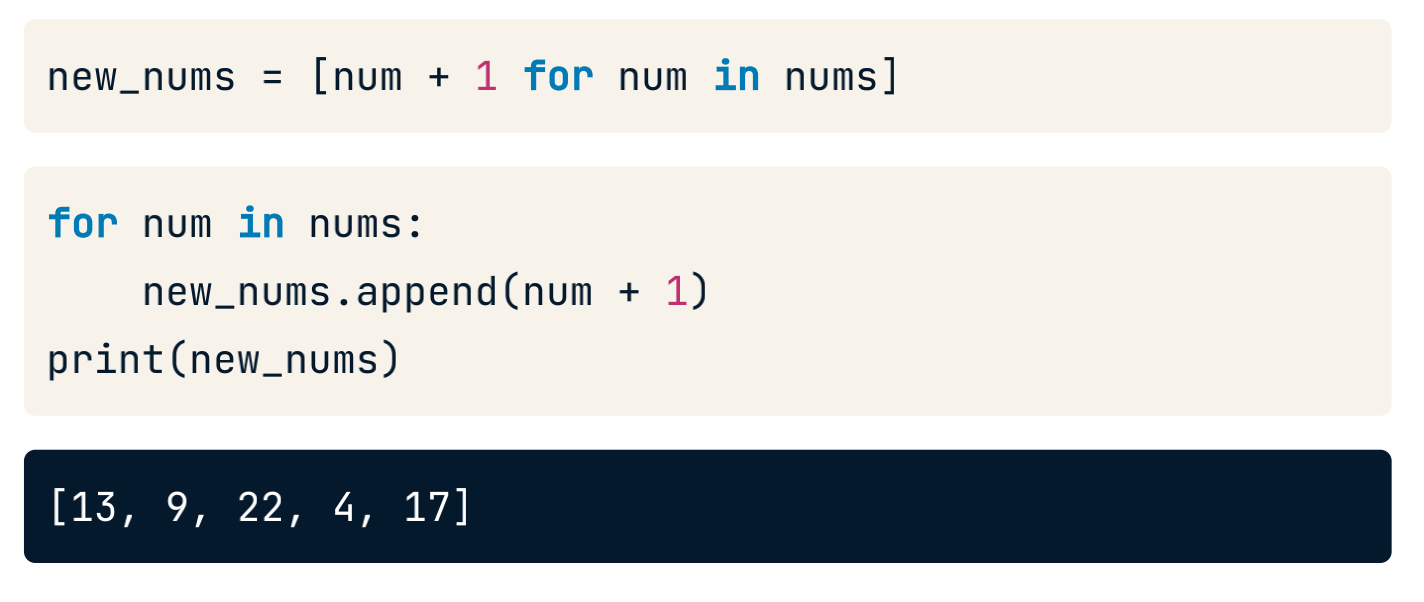 new_nums = [num + 1 for num in nums]
for num in nums:
    new_nums.append(num + 1)
print(new_nums)
[13, 9, 22, 4, 17]